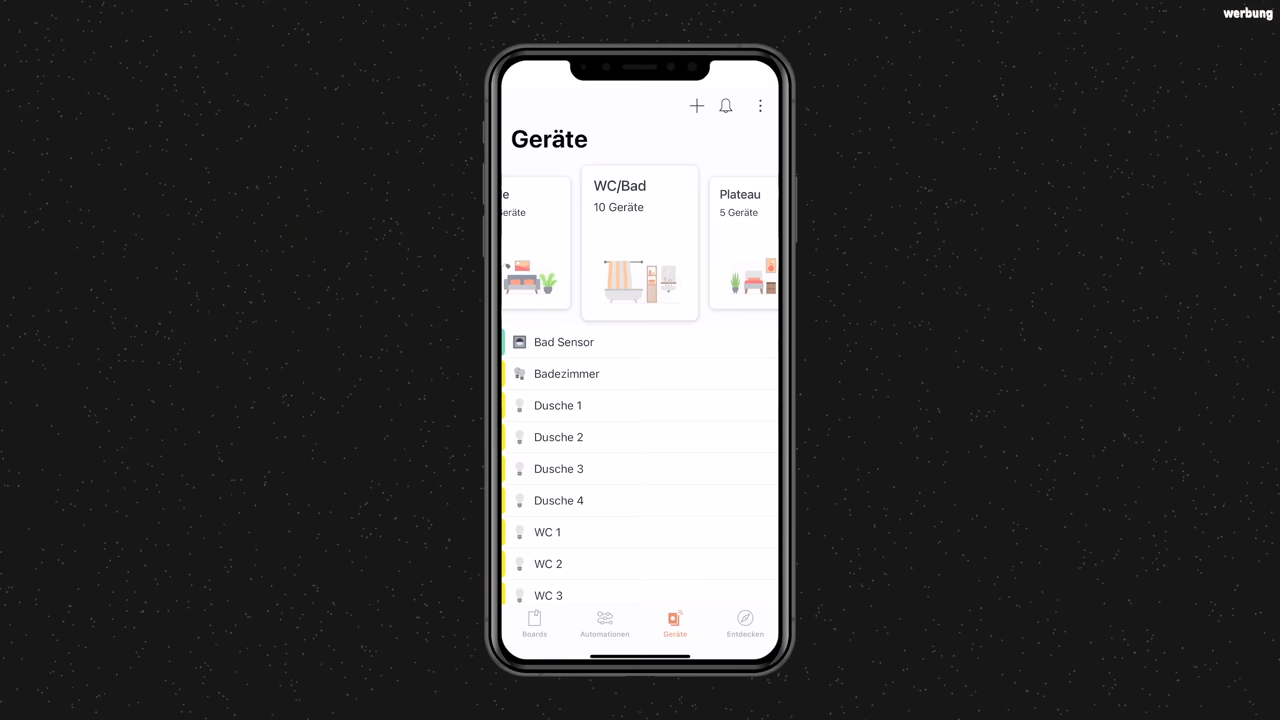 werbung
Geräte
e
Geräte
WC/Bad
10 Geräte
Plateau
5 Geräte
Bad Sensor
Badezimmer
Dusche 1
Dusche 2
Dusche 3
Dusche 4
WC 1
WC 2
WC 3
Boards
Automationen
Geräte
Entdecken